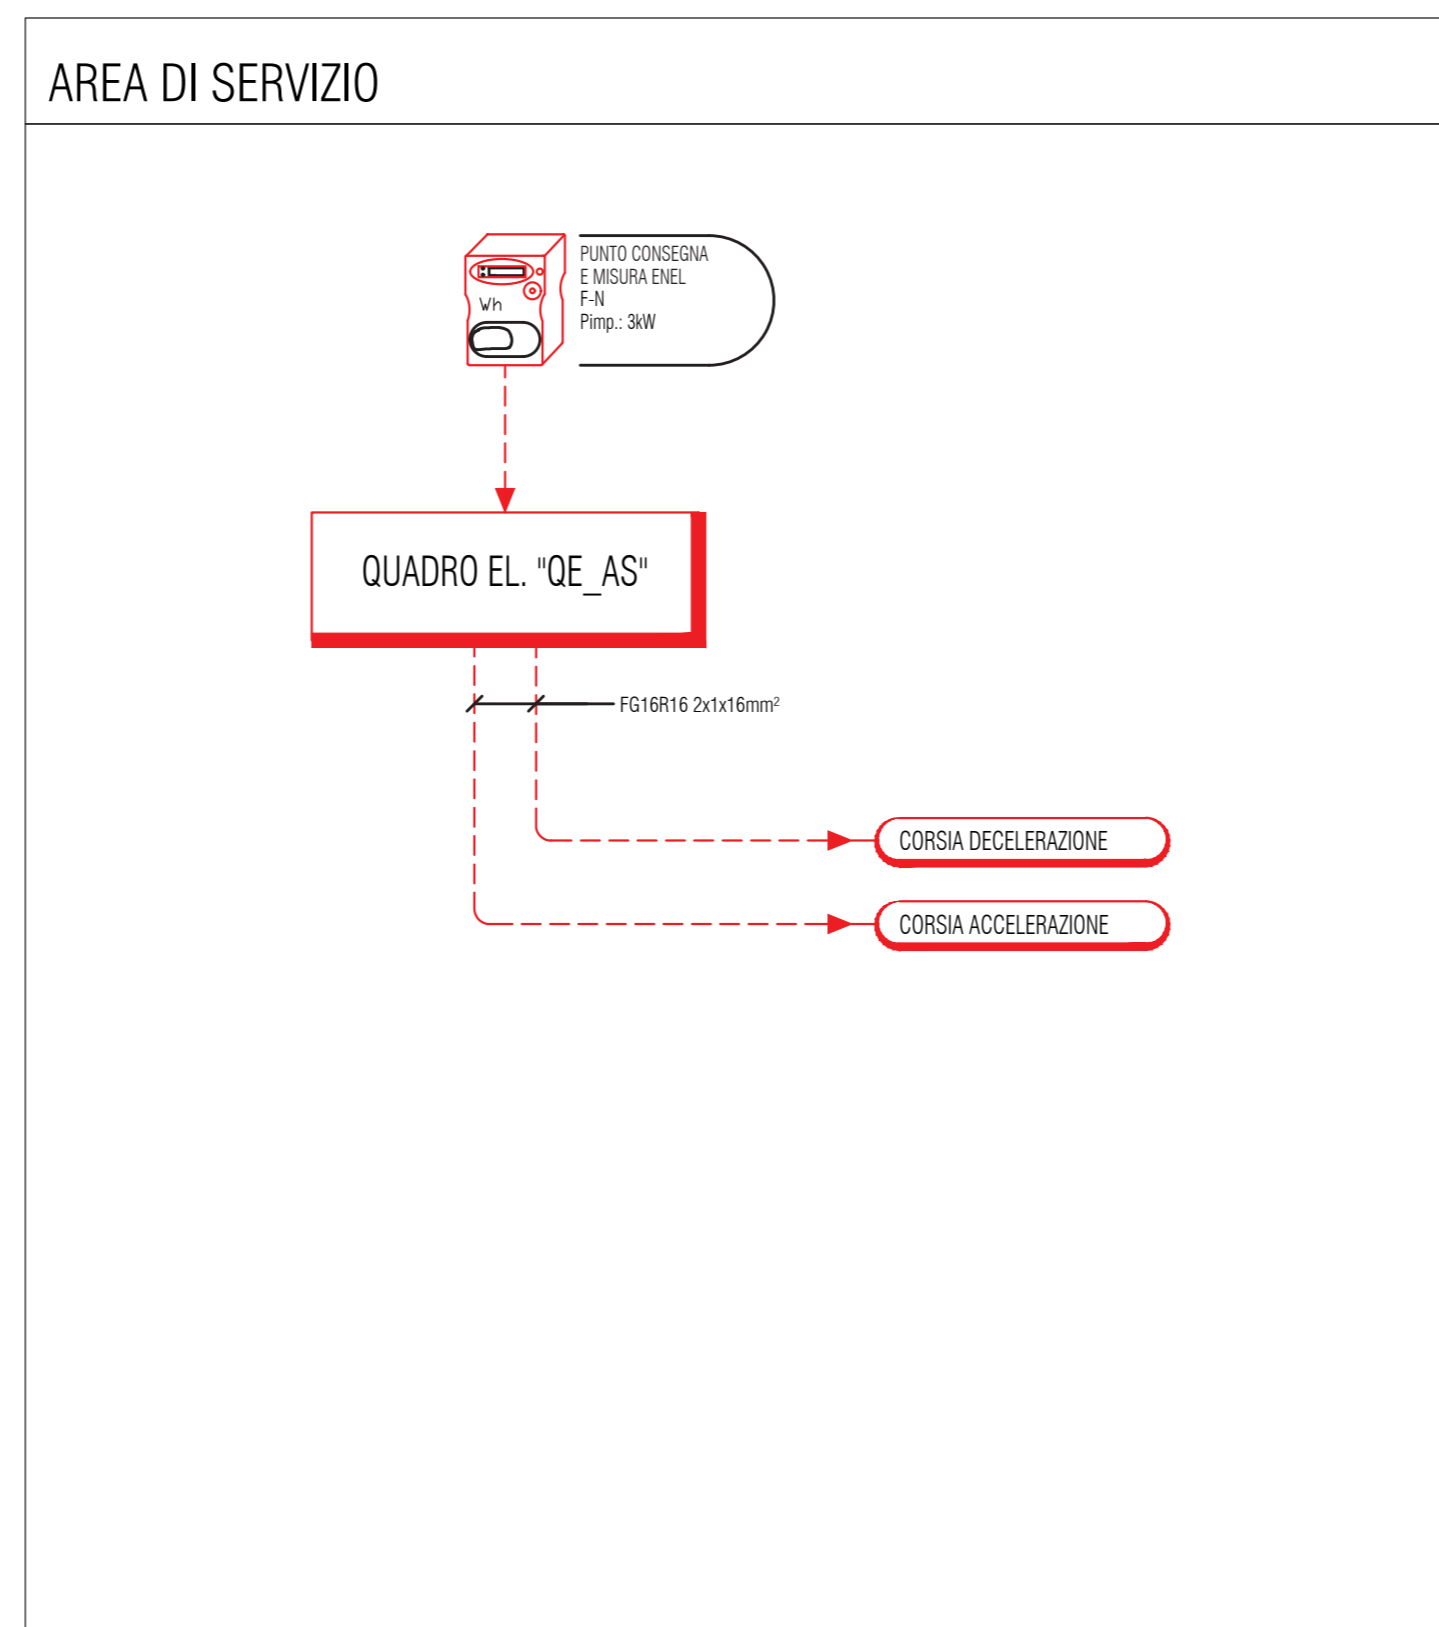 AREA DI SERVIZIO
PUNTO CONSEGNA
E MISURA ENEL
F-N
Pimp.: 3kW
Wh
QUADRO EL. "QE_AS"
FG16R16 2x1x16mm²
CORSIA DECELERAZIONE
CORSIA ACCELERAZIONE